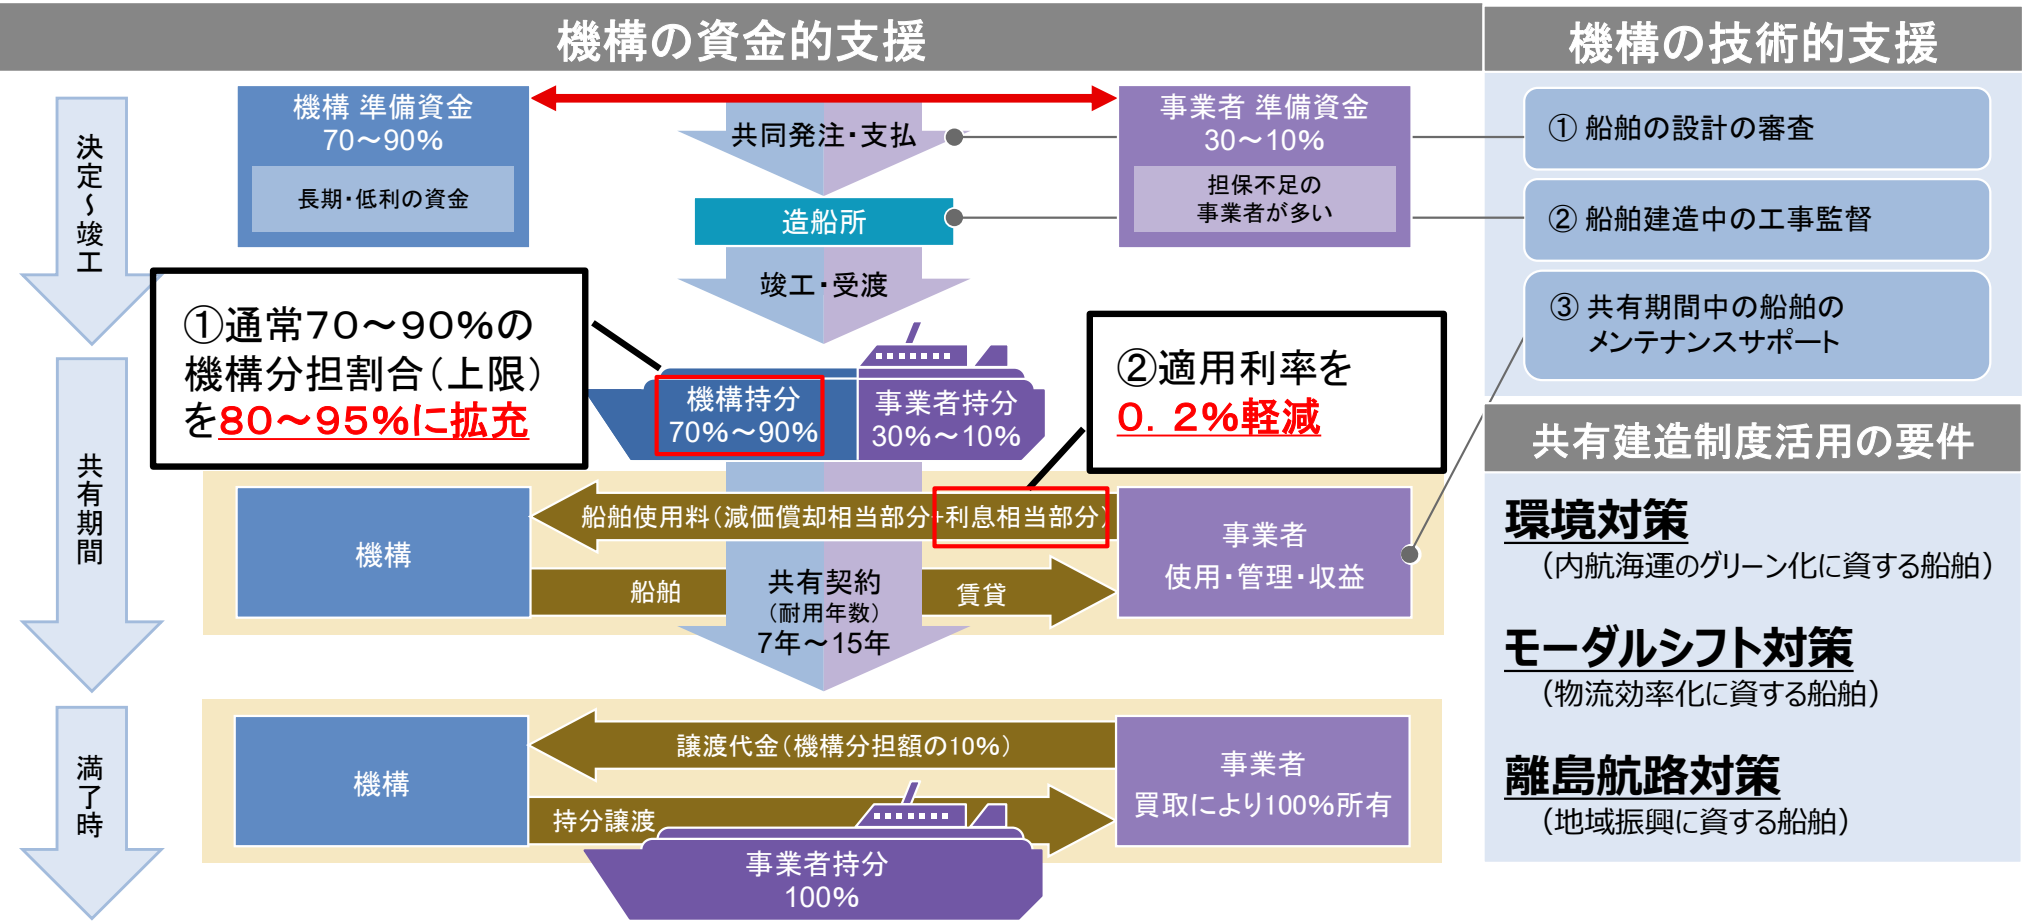 機構の資金的支援
機構 準備資金
70～90%
長期・低利の資金
共同発注・支払
事業者 準備資金
30～10%
担保不足の
事業者が多い
造船所
竣工・受渡
決定～竣工
①通常７０～９０％の
機構分担割合（上限）
を８０～９５％に拡充
機構持分
70%～90%
事業者持分
30%～10%
②適用利率を
０．２％軽減
共有期間
機構
船舶使用料（減価償却相当部分+利息相当部分）
船舶
共有契約
（耐用年数）
7年～15年
賃貸
事業者
使用・管理・収益
満了時
機構
譲渡代金（機構分担額の10%）
持分譲渡
事業者
買取により100%所有
事業者持分
100%
機構の技術的支援
① 船舶の設計の審査
② 船舶建造中の工事監督
③ 共有期間中の船舶の
メンテナンスサポート
共有建造制度活用の要件
環境対策
（内航海運のグリーン化に資する船舶）
モーダルシフト対策
（物流効率化に資する船舶）
離島航路対策
（地域振興に資する船舶）